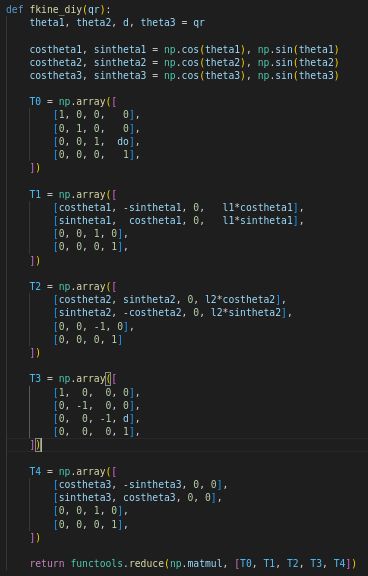 def fkine_diy(qr):
    theta1, theta2, d, theta3 = qr
    costheta1, sintheta1 = np.cos(theta1), np.sin(theta1)
    costheta2, sintheta2 = np.cos(theta2), np.sin(theta2)
    costheta3, sintheta3 = np.cos(theta3), np.sin(theta3)
    T0 = np.array([
        [1, 0, 0,   0],
        [0, 1, 0,   0],
        [0, 0, 1,  do],
        [0, 0, 0,   1],
    ])
    T1 = np.array([
        [costheta1, -sintheta1, 0,   l1*costheta1],
        [sintheta1,  costheta1, 0,   l1*sintheta1],
        [0, 0, 1, 0],
        [0, 0, 0, 1],
    ])
    T2 = np.array([
        [costheta2, sintheta2, 0, l2*costheta2],
        [sintheta2, -costheta2, 0, l2*sintheta2],
        [0, 0, -1, 0],
        [0, 0, 0, 1]
    ])
    T3 = np.array([
        [1,  0,  0, 0],
        [0, -1,  0, 0],
        [0,  0, -1, d],
        [0,  0,  0, 1],
    ])
    T4 = np.array([
        [costheta3, -sintheta3, 0, 0],
        [sintheta3, costheta3, 0, 0],
        [0, 0, 1, 0],
        [0, 0, 0, 1],
    ])
    return functools.reduce(np.matmul, [T0, T1, T2, T3, T4])